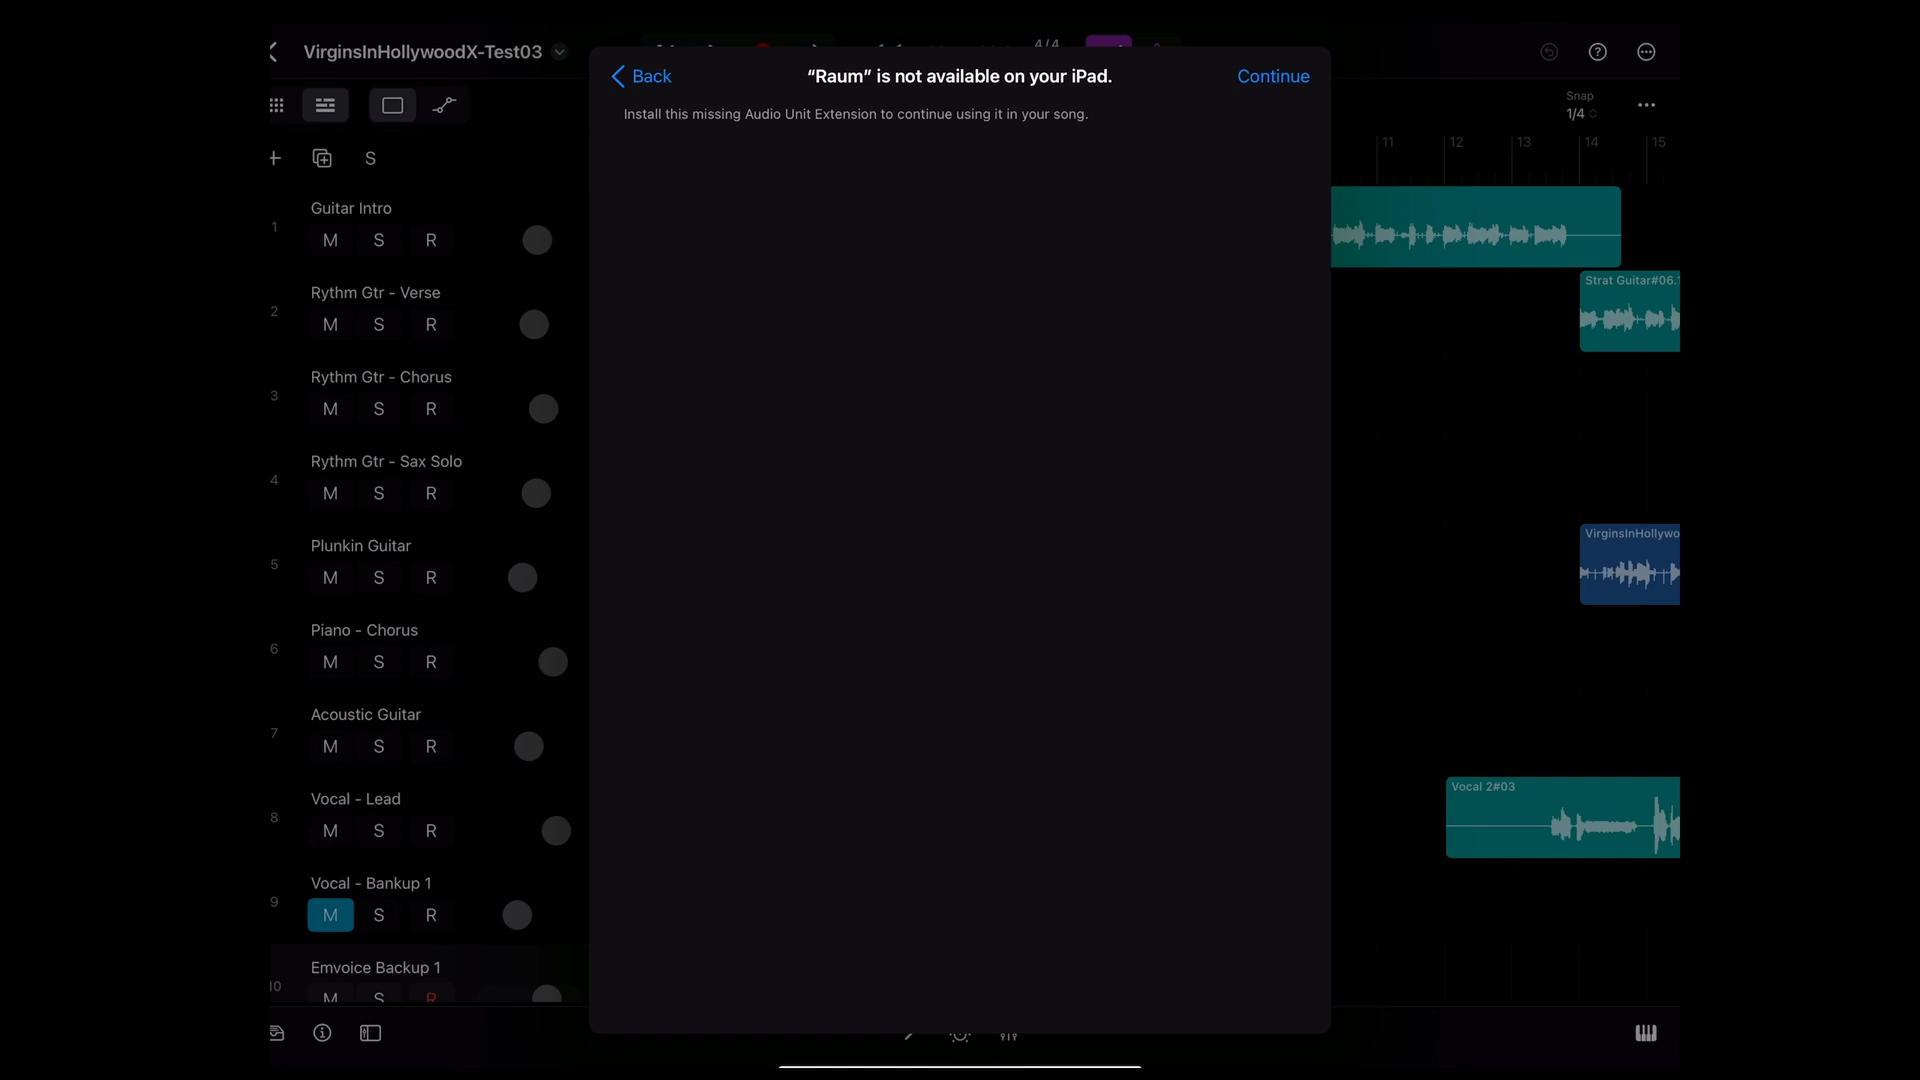 VirginsInHollywoodX-Test03
4/4
Back
“Raum” is not available on your iPad.
Continue
Install this missing Audio Unit Extension to continue using it in your song.
Snap
1/4
11
12
13
14
15
S
1
Guitar Intro
M S R
2
Rythm Gtr - Verse
M S R
Strat Guitar#06.1
3
Rythm Gtr - Chorus
M S R
4
Rythm Gtr - Sax Solo
M S R
5
Plunkin Guitar
M S R
VirginsInHollywo
6
Piano - Chorus
M S R
7
Acoustic Guitar
M S R
8
Vocal - Lead
M S R
Vocal 2#03
9
Vocal - Bankup 1
M S R
10
Emvoice Backup 1
M S R